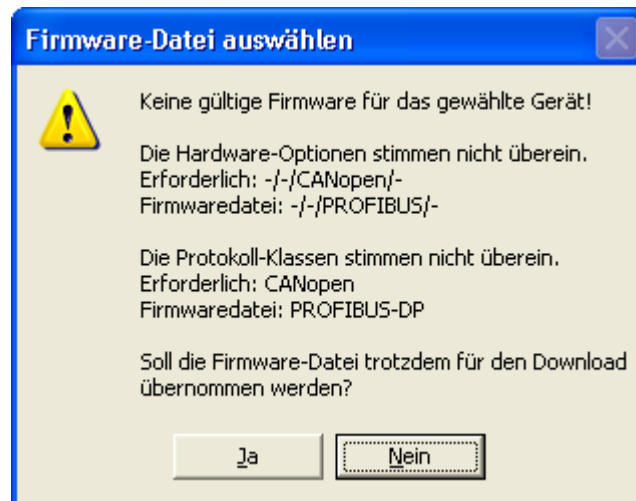 Firmware-Datei auswählen
Keine gültige Firmware für das gewählte Gerät!
Die Hardware-Optionen stimmen nicht überein.
Erforderlich: -/-/CANopen/-
Firmwaredatei: -/-/PROFIBUS/-
Die Protokoll-Klassen stimmen nicht überein.
Erforderlich: CANopen
Firmwaredatei: PROFIBUS-DP
Soll die Firmware-Datei trotzdem für den Download
übernommen werden?
Ja
Nein